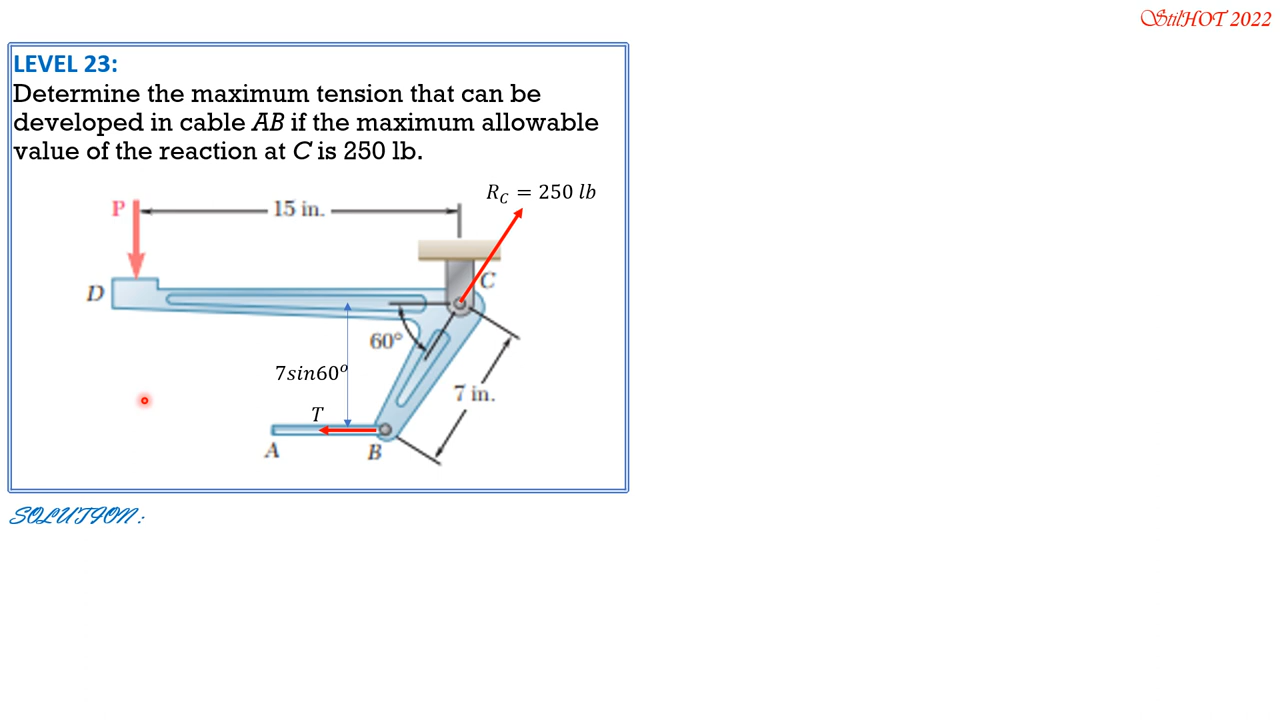 StilHOT 2022
LEVEL 23:
Determine the maximum tension that can be
developed in cable AB if the maximum allowable
value of the reaction at C is 250 lb.
R_C = 250 lb
P
15 in.
C
D
60°
7sin60°
7 in.
T
A
B
SOLUTION: